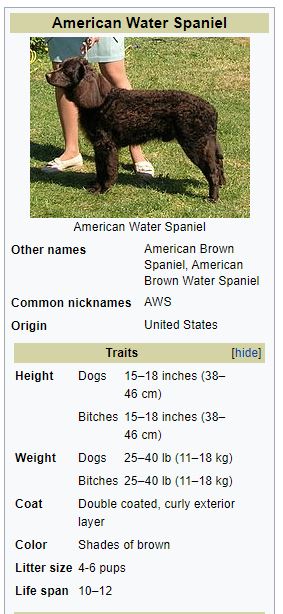 American Water Spaniel
American Water Spaniel
Other names American Brown
Spaniel, American
Brown Water Spaniel
Common nicknames AWS
Origin United States
Traits [hide]
Height Dogs 15–18 inches (38–
46 cm)
Bitches 15–18 inches (38–
46 cm)
Weight Dogs 25–40 lb (11–18 kg)
Bitches 25–40 lb (11–18 kg)
Coat Double coated, curly exterior
layer
Color Shades of brown
Litter size 4-6 pups
Life span 10–12